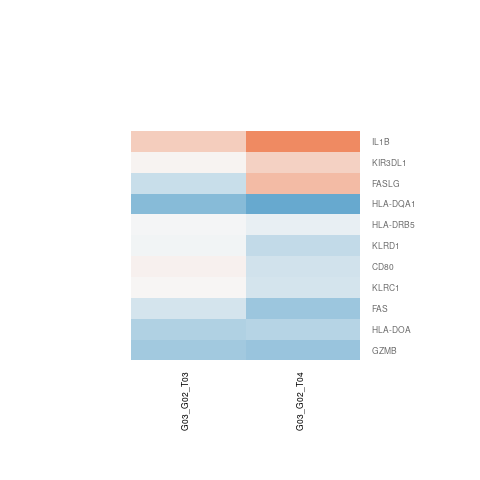 IL1B
KIR3DL1
FASLG
HLA-DQA1
HLA-DRB5
KLRD1
CD80
KLRC1
FAS
HLA-DOA
GZMB
G03_G02_T03
G03_G02_T04